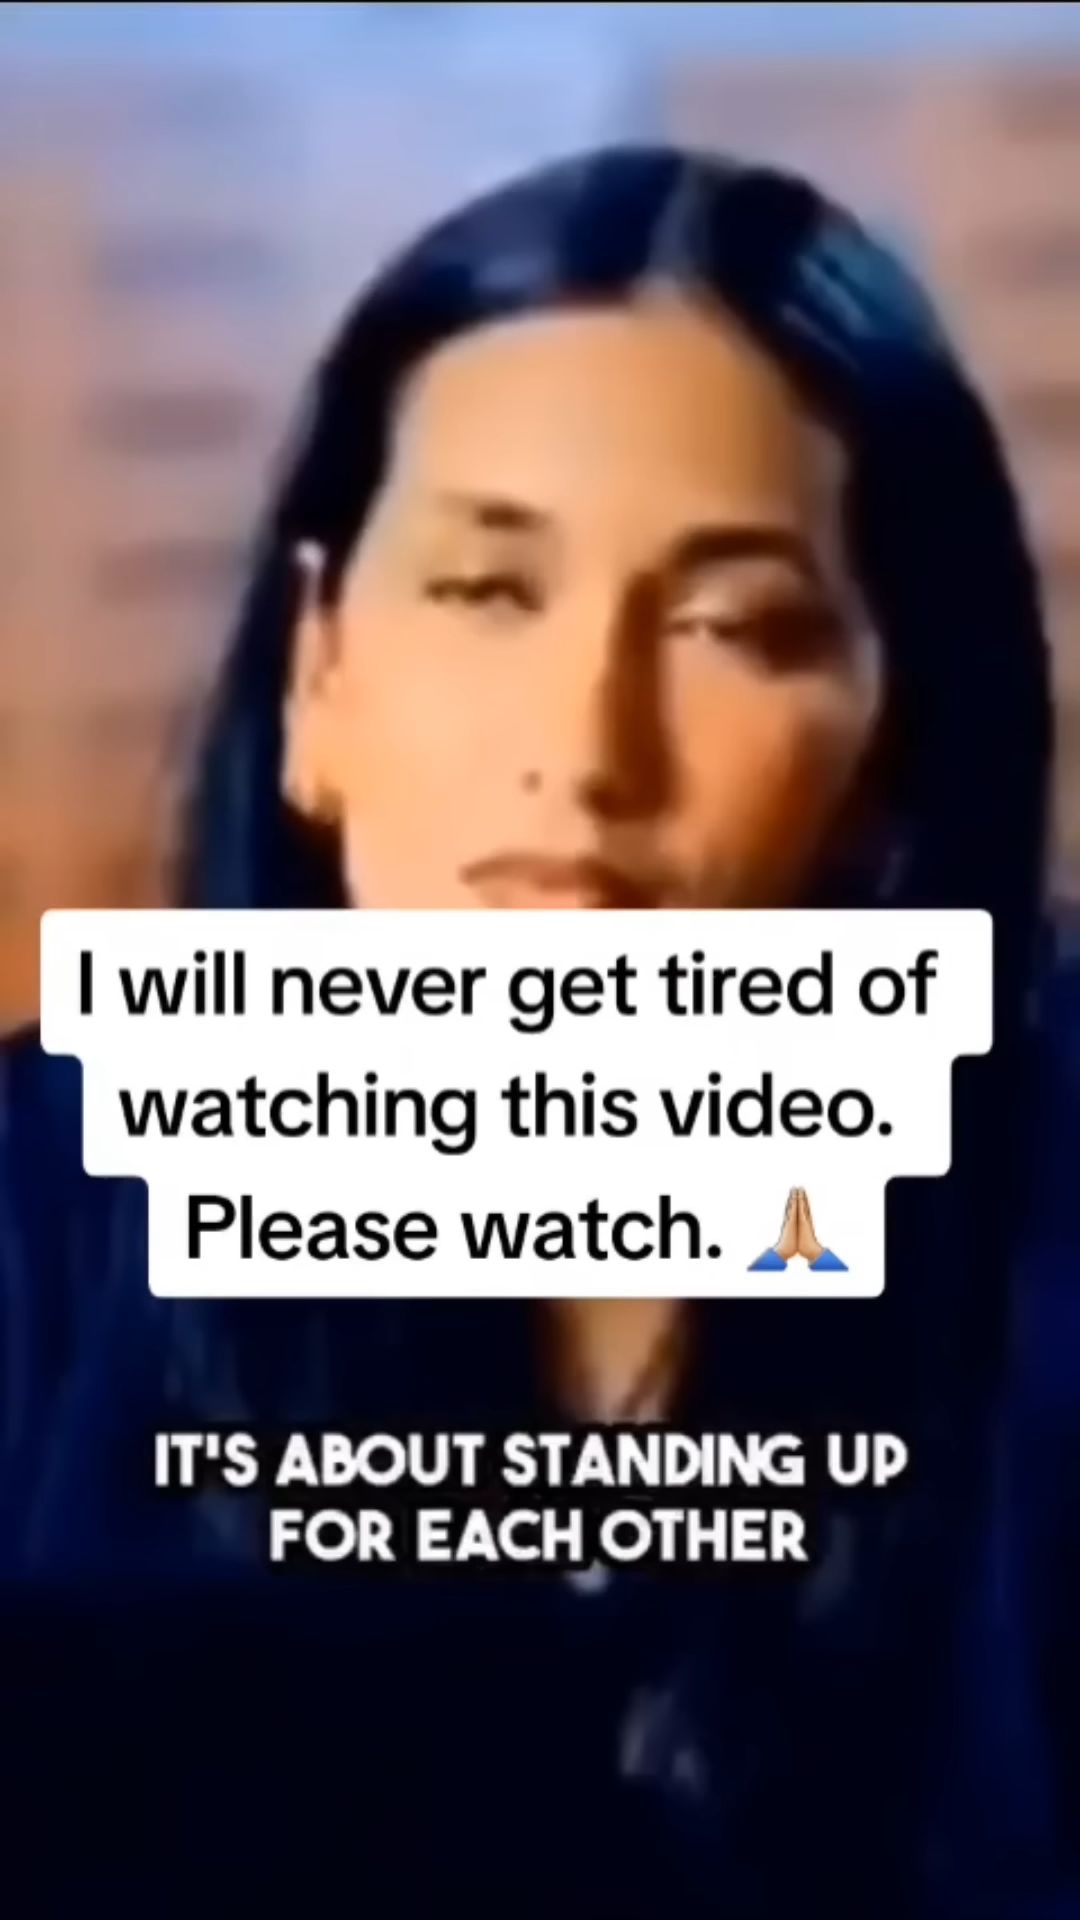 I will never get tired of
watching this video.
Please watch. 🙏🏼
IT'S ABOUT STANDING UP
FOR EACH OTHER